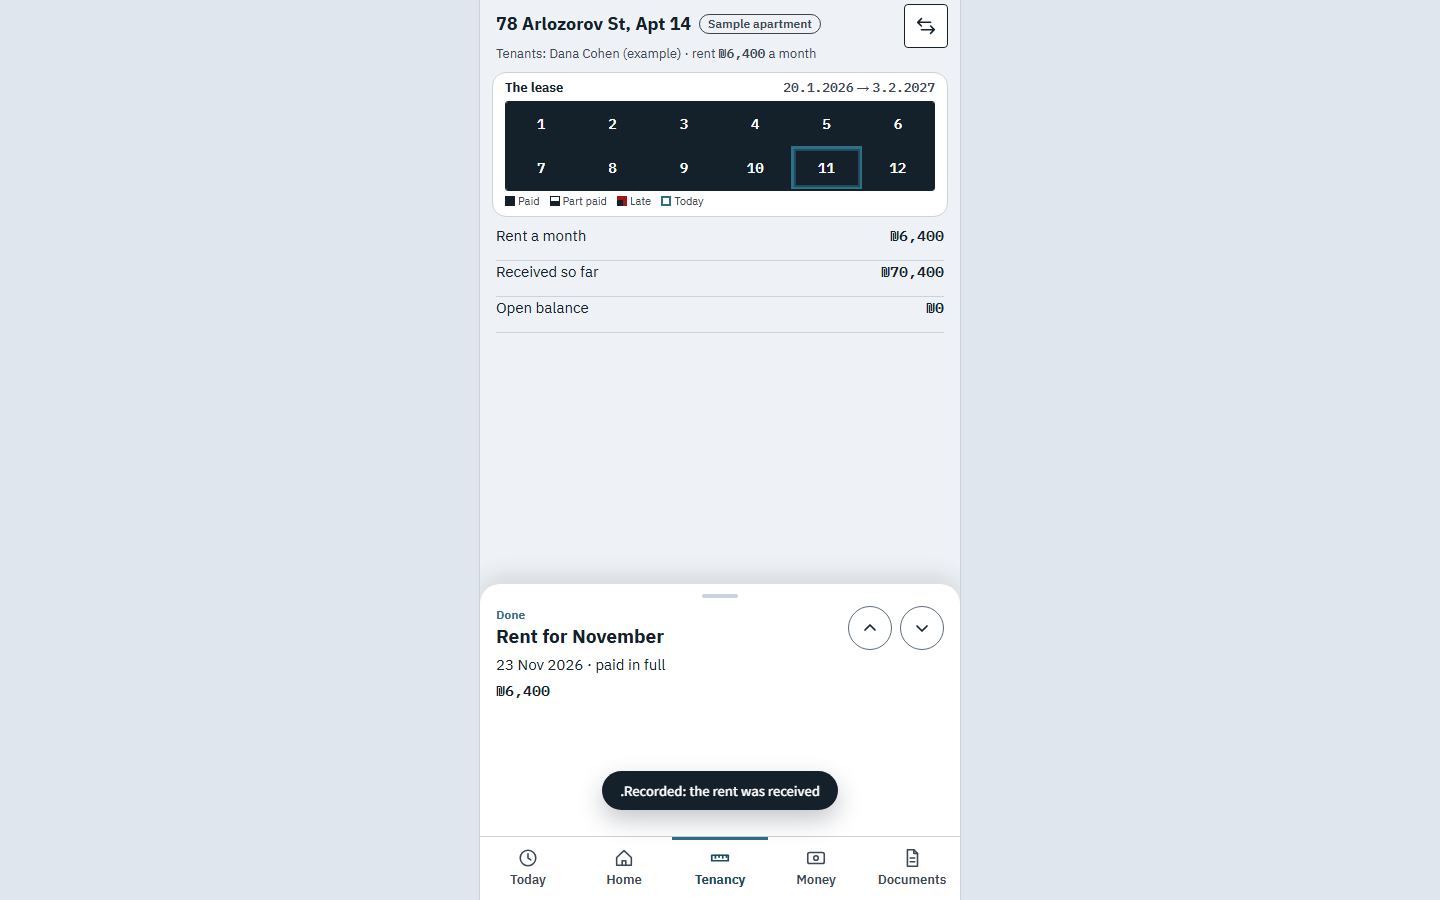 78 Arlozorov St, Apt 14 Sample apartment
Tenants: Dana Cohen (example) · rent ₪6,400 a month
The lease 20.1.2026 → 3.2.2027
1 2 3 4 5 6
7 8 9 10 11 12
Paid Part paid Late Today
Rent a month ₪6,400
Received so far ₪70,400
Open balance ₪0
Done
Rent for November
23 Nov 2026 · paid in full
₪6,400
.Recorded: the rent was received
Today Home Tenancy Money Documents